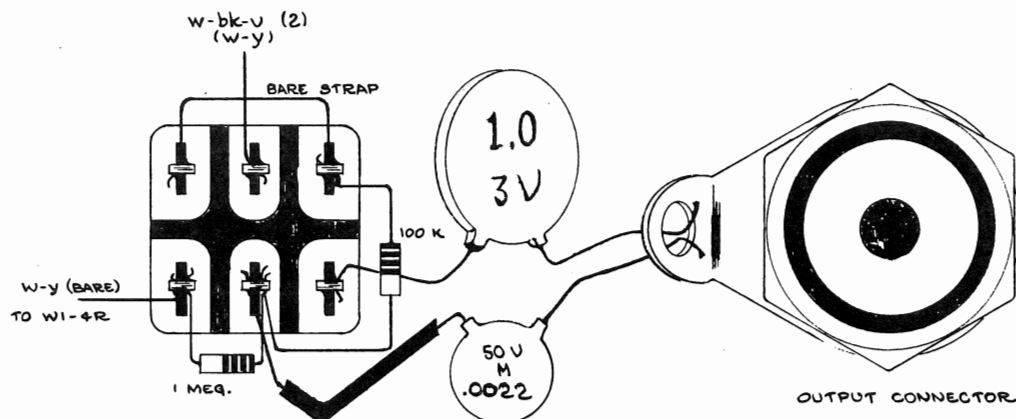 w-bk-v (2)
(w-y)
BARE STRAP
1.0
3V
100 K
w-y (BARE)
TO W1-4R
1 MEG.
50 V
M
.0022
OUTPUT CONNECTOR